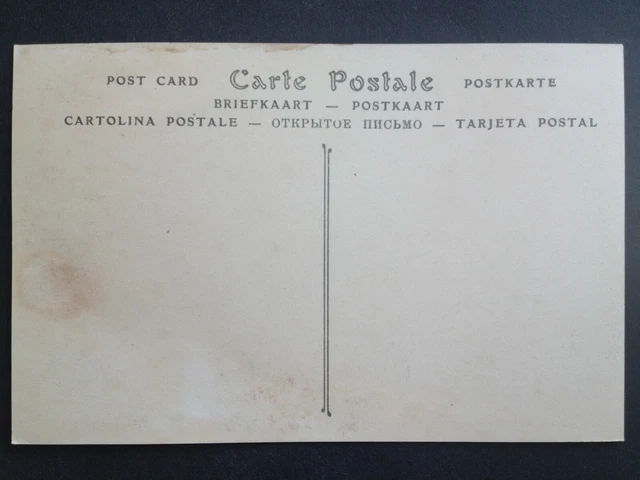 POST CARD Carte Postale POSTKARTE
BRIEFKAART — POSTKAART
CARTOLINA POSTALE — ОТКРЫТОЕ ПИСЬМО — TARJETA POSTAL